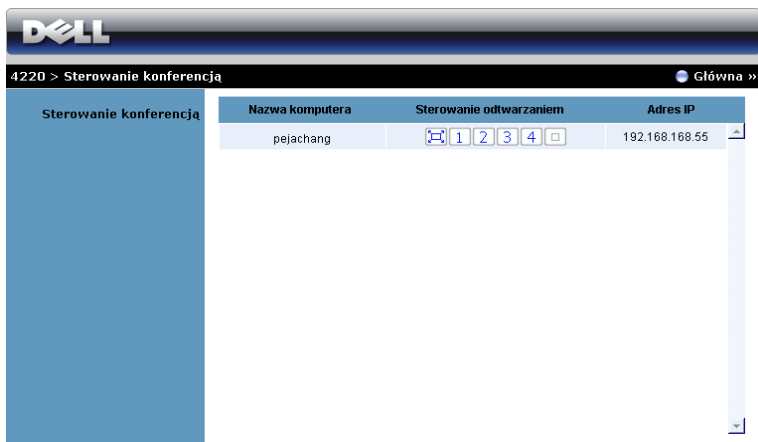 DELL
4220 > Sterowanie konferencją
Główna »
Sterowanie konferencją
Nazwa komputera Sterowanie odtwarzaniem Adres IP
pejachang 1 2 3 4 192.168.168.55